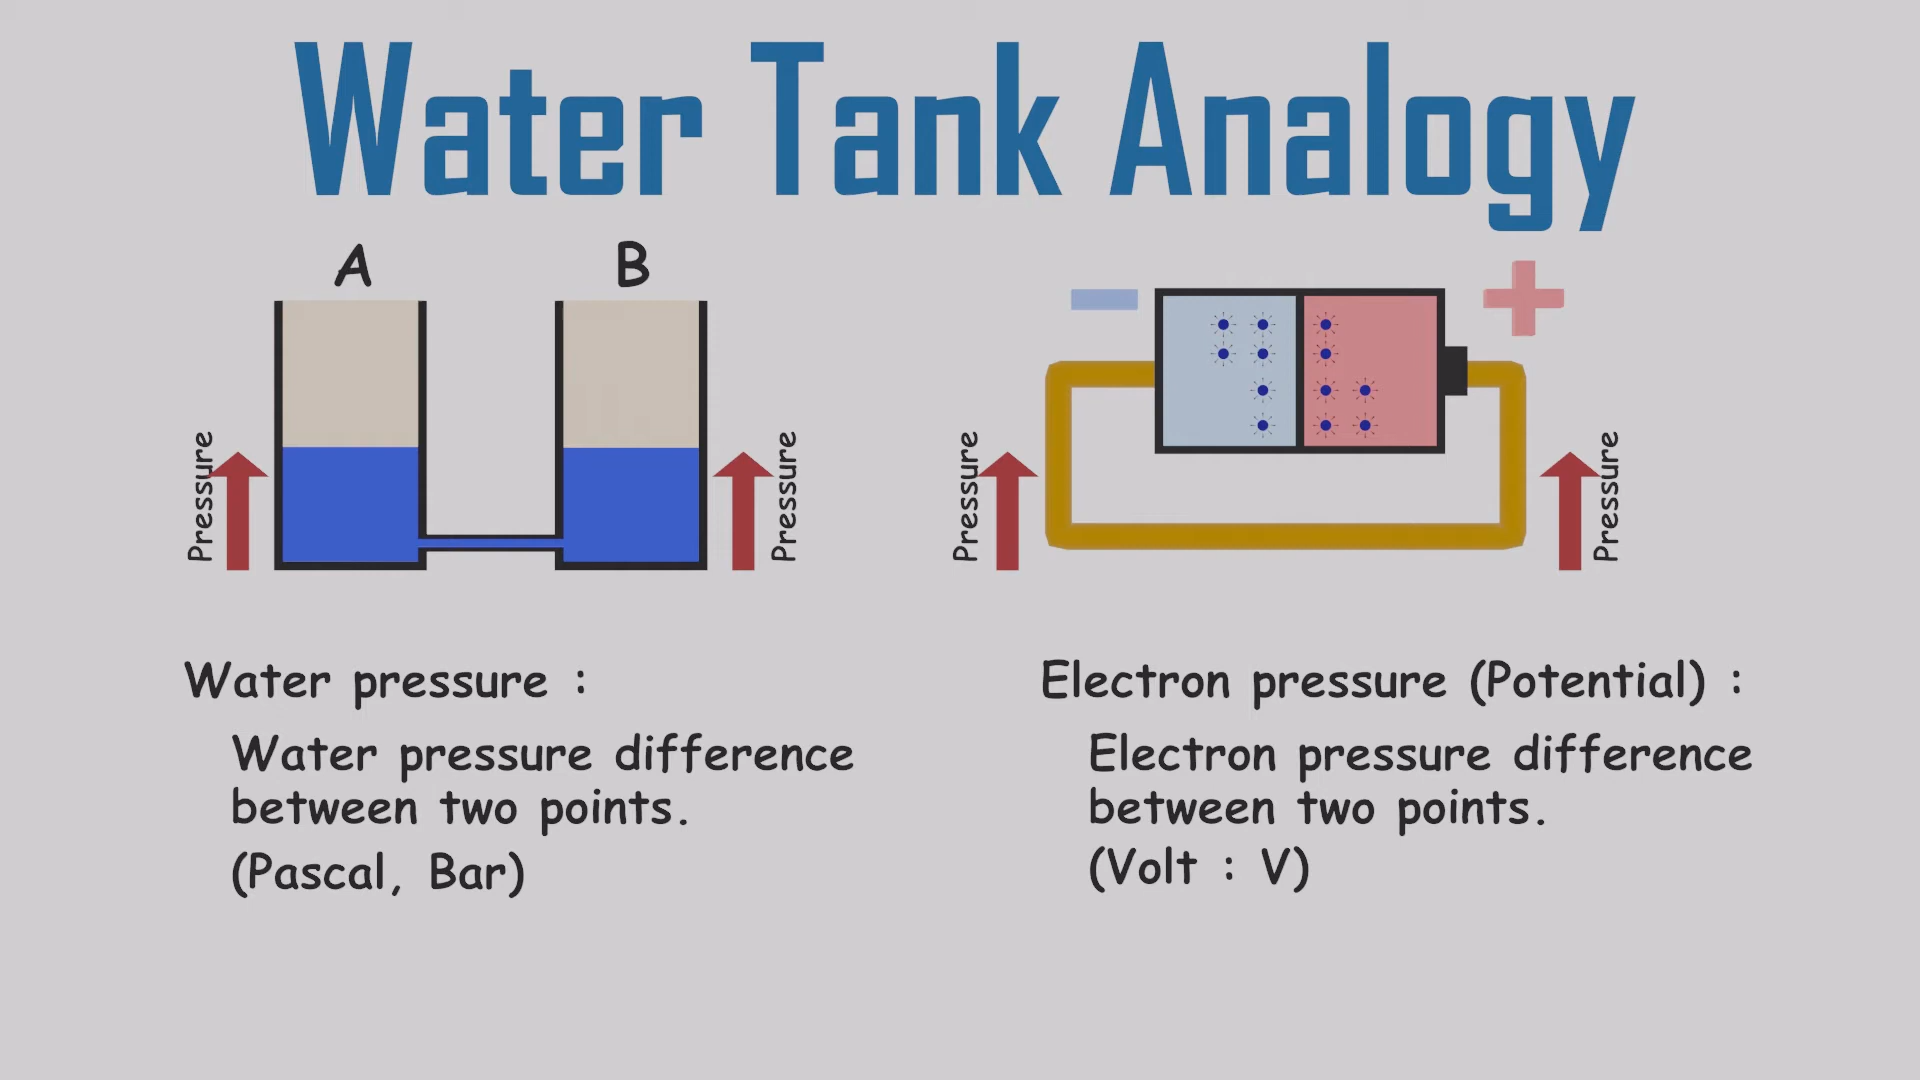 Water Tank Analogy
A
B
Pressure
Pressure
Pressure
Pressure
Water pressure :
Water pressure difference
between two points.
(Pascal, Bar)
Electron pressure (Potential) :
Electron pressure difference
between two points.
(Volt : V)